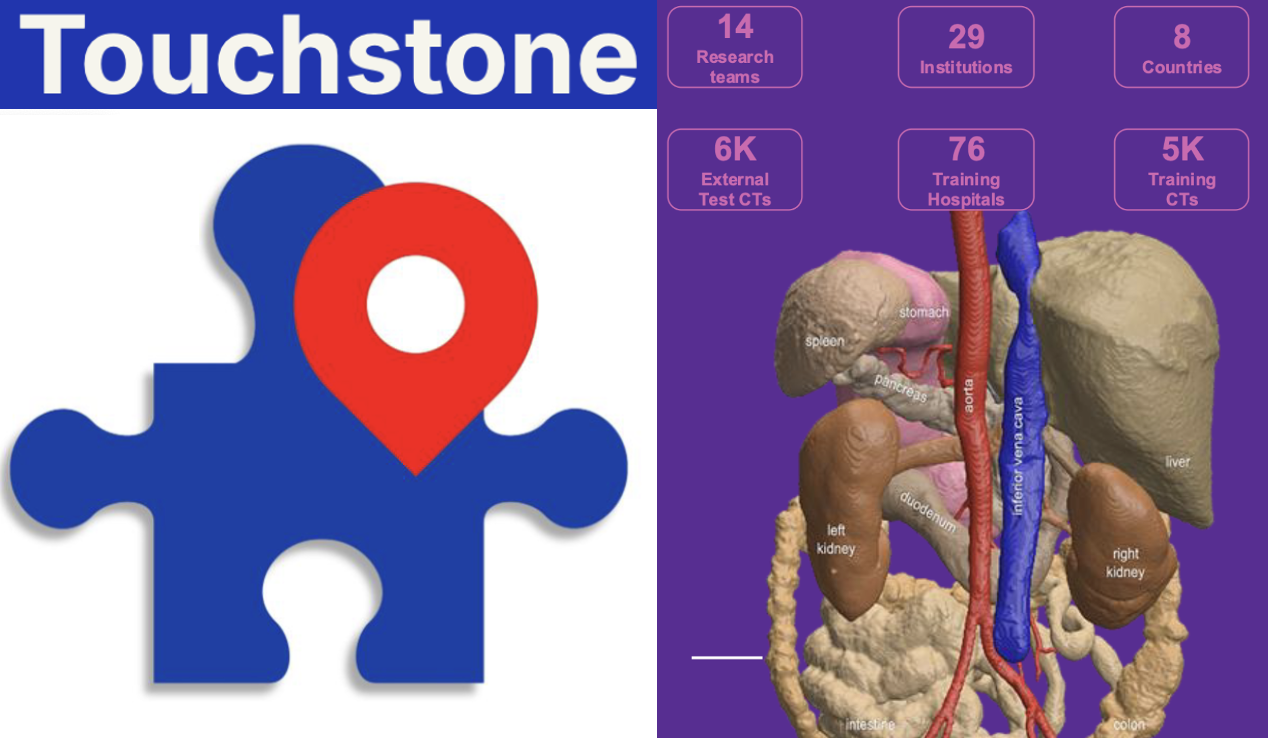 Touchstone
14
Research
teams
29
Institutions
8
Countries
6K
External
Test CTs
76
Training
Hospitals
5K
Training
CTs
stomach
spleen
pancreas
aorta
inferior vena cava
liver
duodenum
left
kidney
right
kidney
intestine
colon